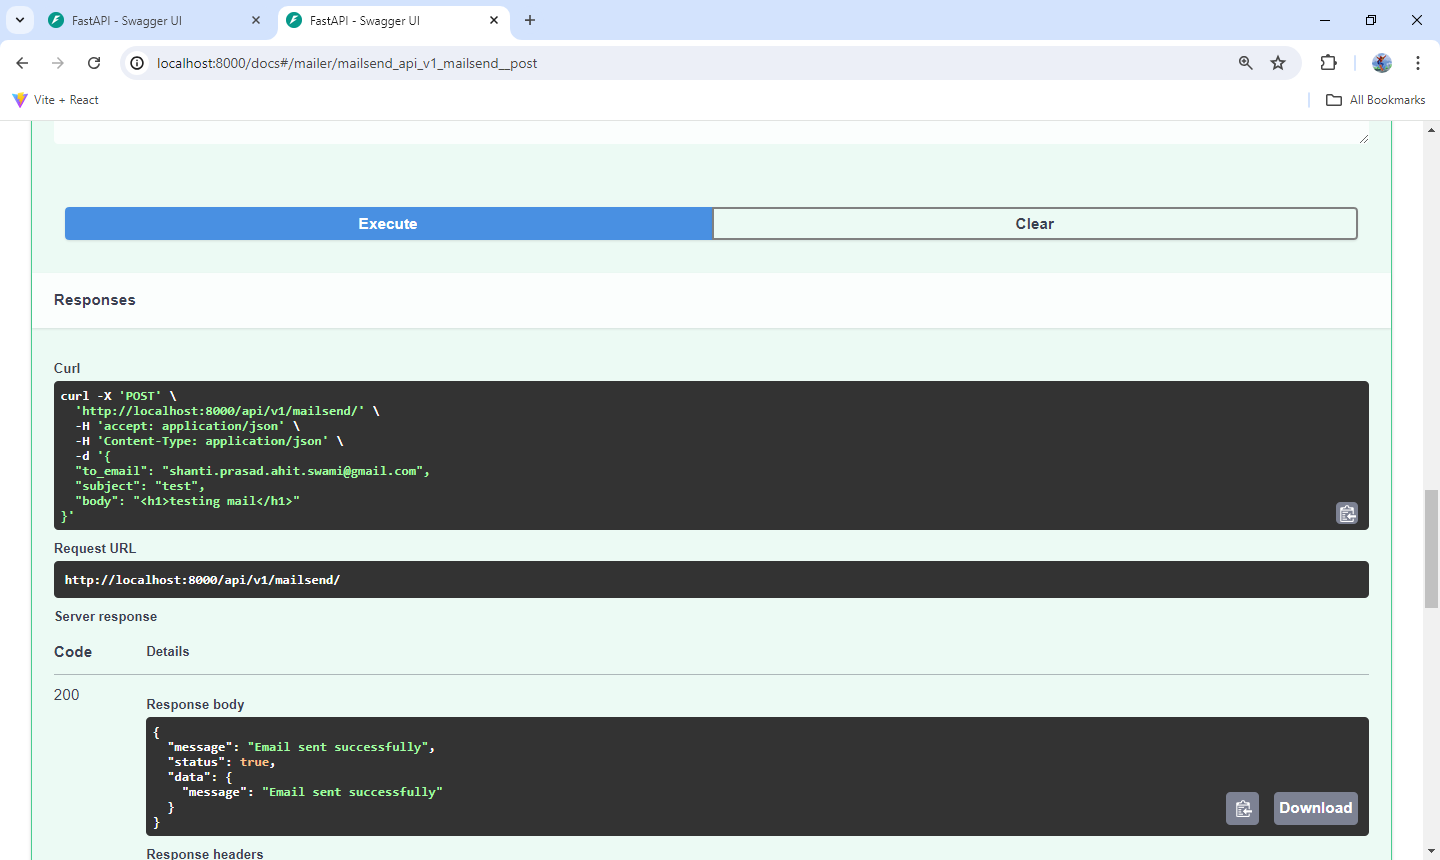 FastAPI - Swagger UI
FastAPI - Swagger UI
localhost:8000/docs#/mailer/mailsend_api_v1_mailsend__post
Vite + React
All Bookmarks
Execute
Clear
Responses
Curl
curl -X 'POST' \
'http://localhost:8000/api/v1/mailsend/' \
-H 'accept: application/json' \
-H 'Content-Type: application/json' \
-d '{
"to_email": "shanti.prasad.ahit.swami@gmail.com",
"subject": "test",
"body": "<h1>testing mail</h1>"
}'
Request URL
http://localhost:8000/api/v1/mailsend/
Server response
Code Details
200
Response body
{
"message": "Email sent successfully",
"status": true,
"data": {
"message": "Email sent successfully"
}
}
Download
Response headers